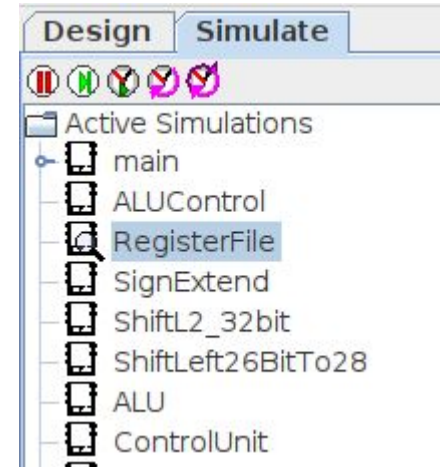 Design Simulate
Active Simulations
main
ALUControl
RegisterFile
SignExtend
ShiftL2_32bit
ShiftLeft26BitTo28
ALU
ControlUnit